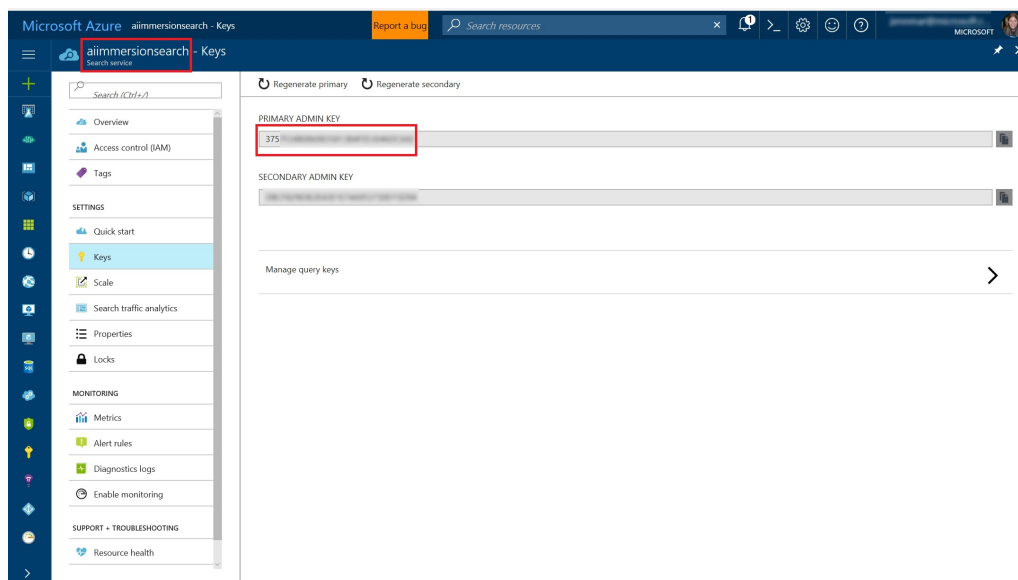 Microsoft Azure aiimmersionsearch - Keys
Report a bug
Search resources
1
MICROSOFT
aiimmersionsearch - Keys
Search service
Search (Ctrl+/)
Overview
Access control (IAM)
Tags
SETTINGS
Quick start
Keys
Scale
Search traffic analytics
Properties
Locks
MONITORING
Metrics
Alert rules
Diagnostics logs
Enable monitoring
SUPPORT + TROUBLESHOOTING
Resource health
Regenerate primary Regenerate secondary
PRIMARY ADMIN KEY
375
SECONDARY ADMIN KEY
Manage query keys